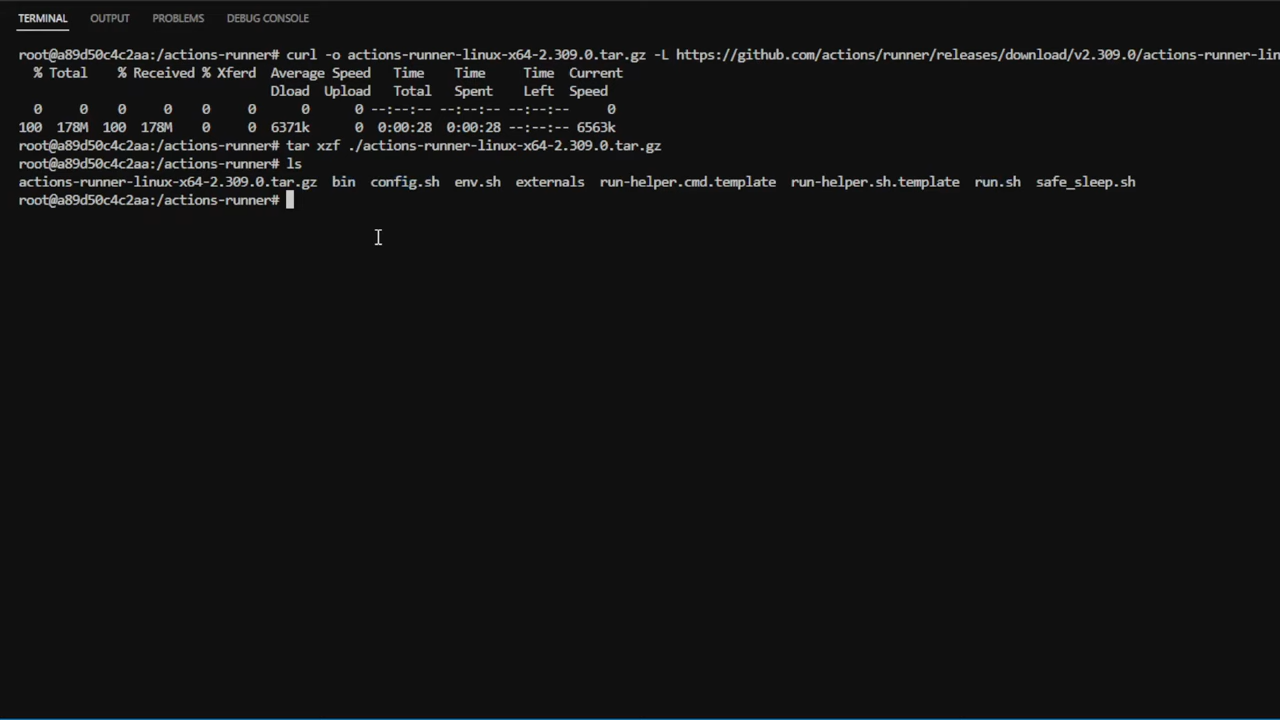 TERMINAL OUTPUT PROBLEMS DEBUG CONSOLE
root@a89d50c4c2aa:/actions-runner# curl -o actions-runner-linux-x64-2.309.0.tar.gz -L https://github.com/actions/runner/releases/download/v2.309.0/actions-runner-lin
% Total % Received % Xferd Average Speed Time Time Time Current
Dload Upload Total Spent Left Speed
0 0 0 0 0 0 0 0 --:--:-- --:--:-- --:--:-- 0
100 178M 100 178M 0 0 6371k 0 0:00:28 0:00:28 --:--:-- 6563k
root@a89d50c4c2aa:/actions-runner# tar xzf ./actions-runner-linux-x64-2.309.0.tar.gz
root@a89d50c4c2aa:/actions-runner# ls
actions-runner-linux-x64-2.309.0.tar.gz bin config.sh env.sh externals run-helper.cmd.template run-helper.sh.template run.sh safe_sleep.sh
root@a89d50c4c2aa:/actions-runner#